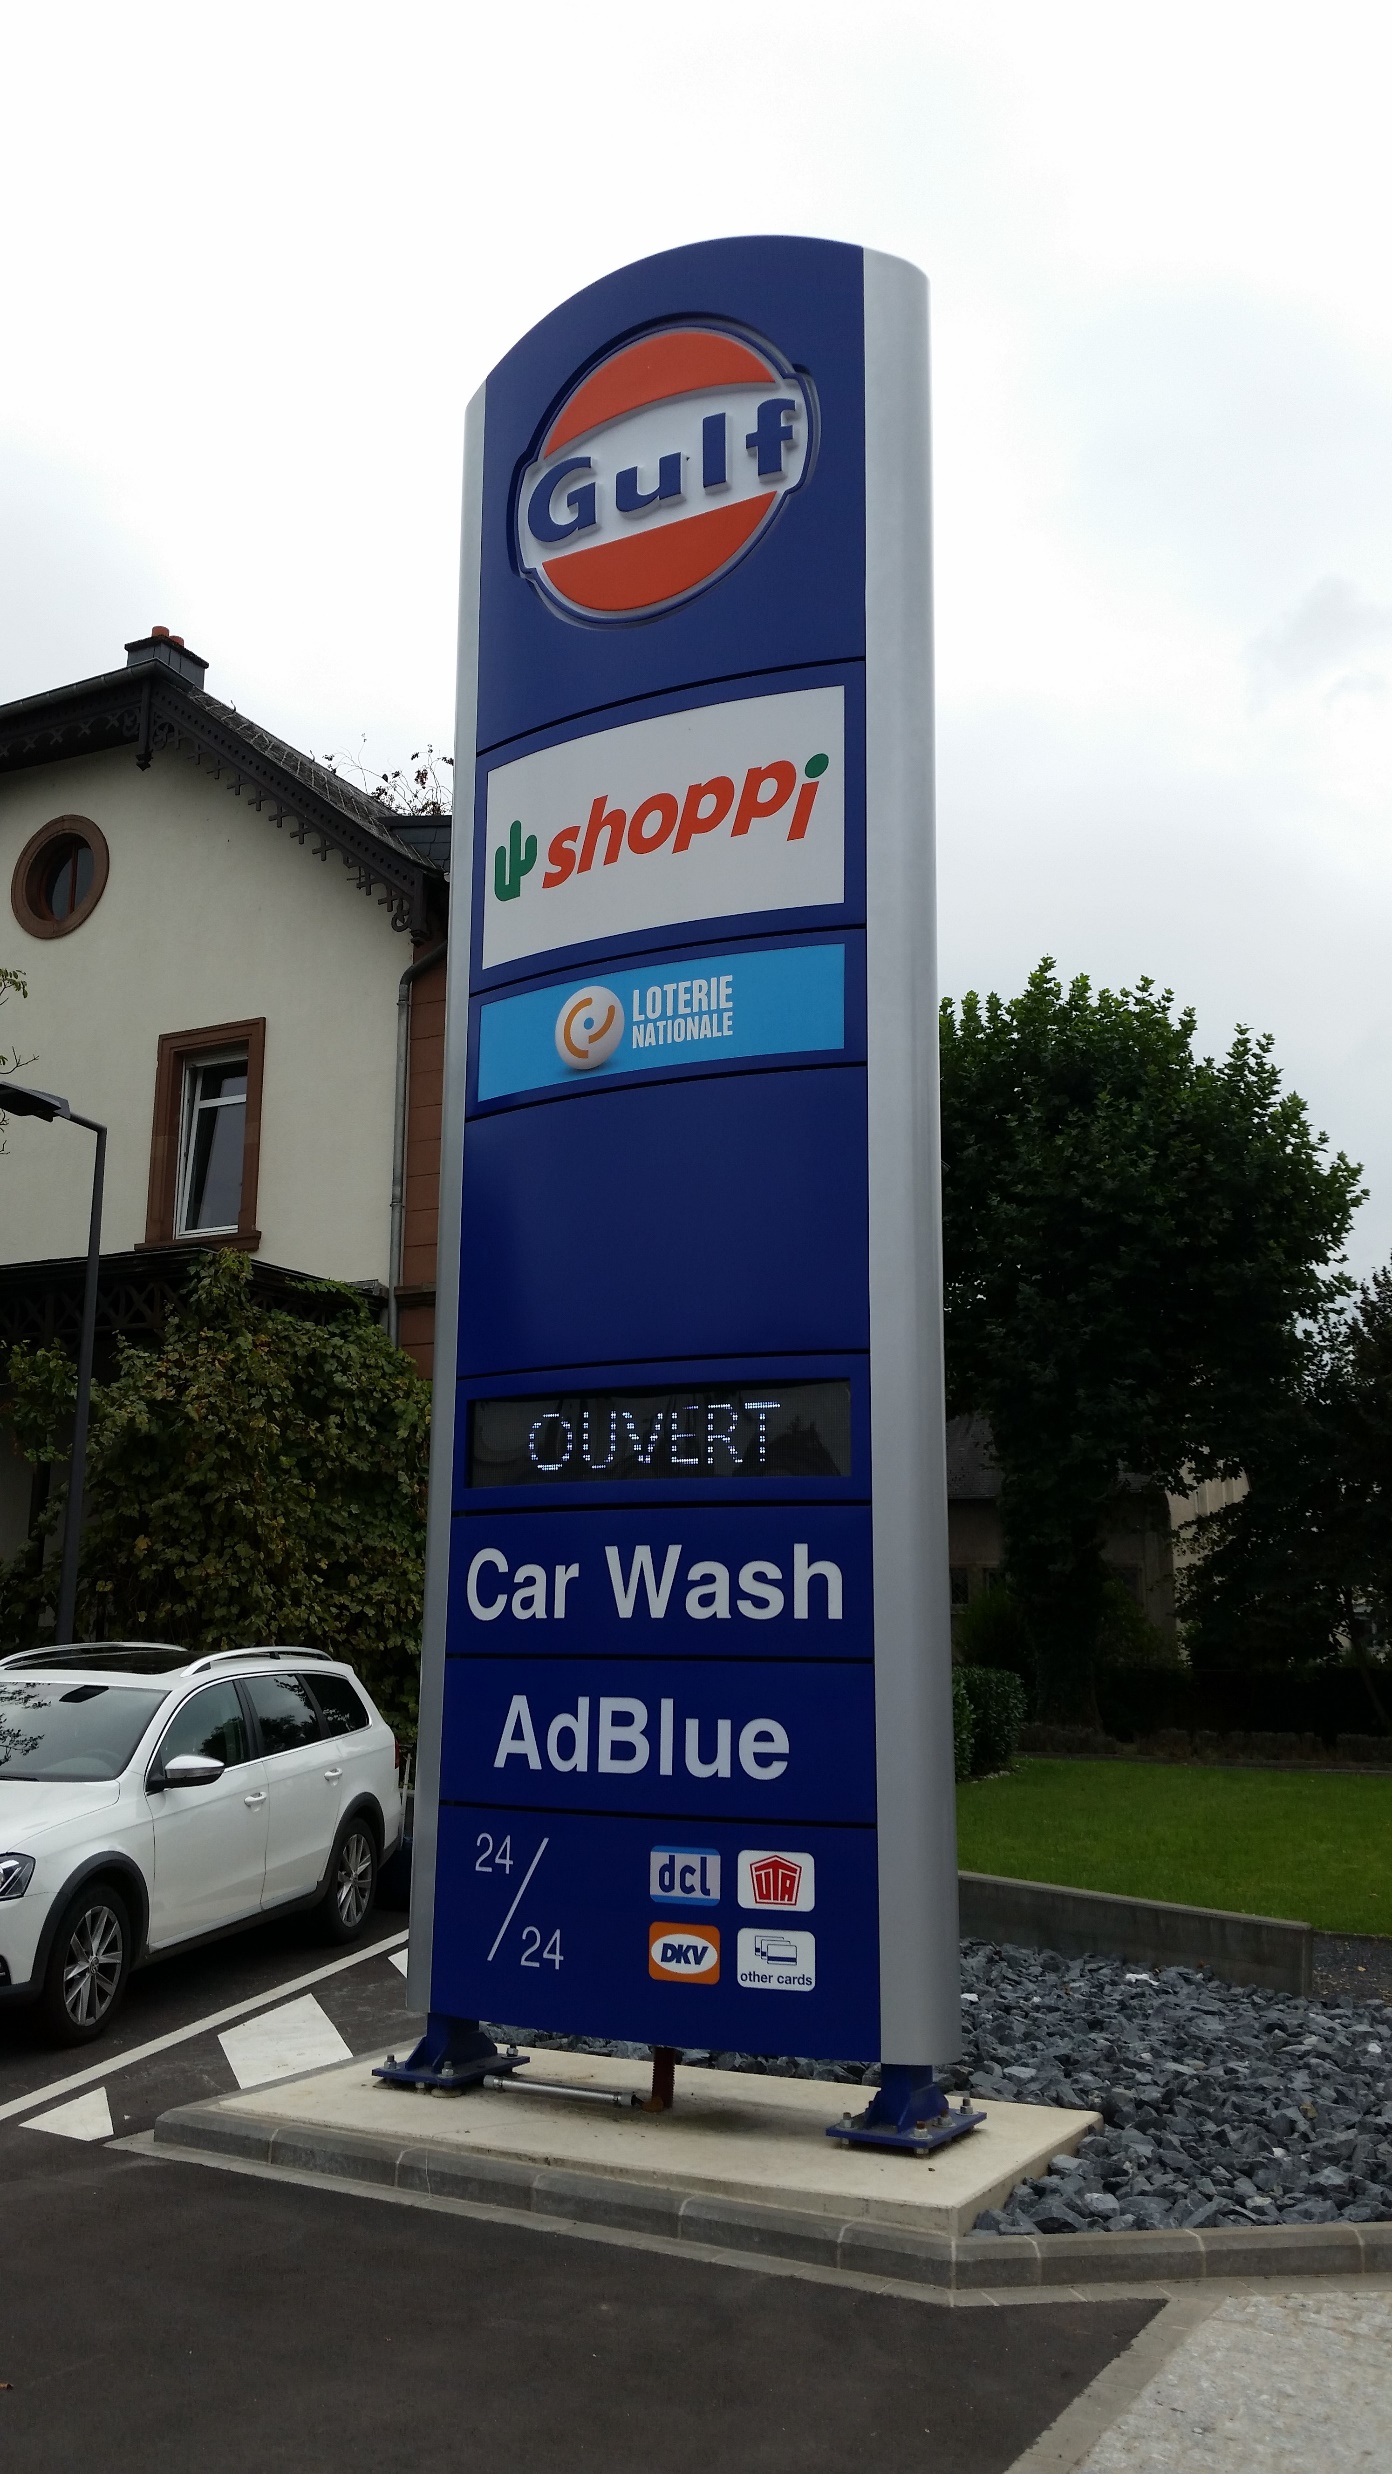 Gulf
shoppi
LOTERIE
NATIONALE
OUVERT
Car Wash
AdBlue
24/24
dcl
UTA
DKV
other cards